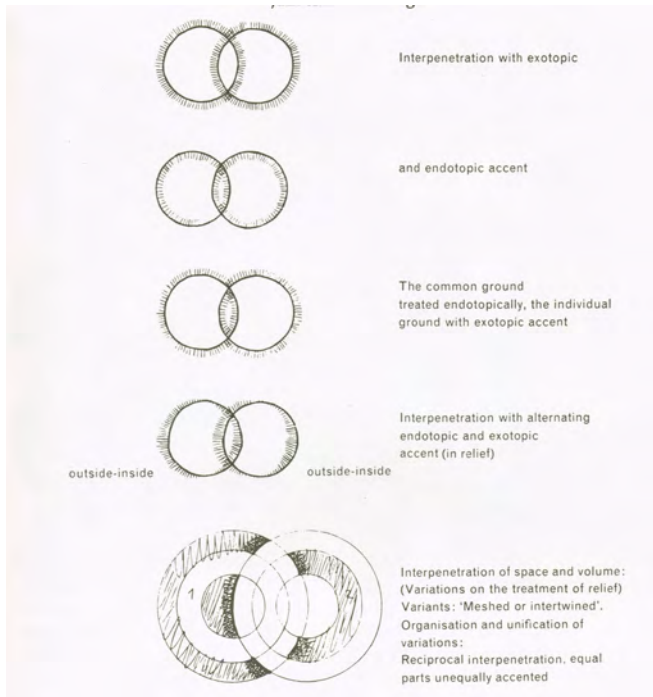 Interpenetration with exotopic
and endotopic accent
The common ground
treated endotopically, the individual
ground with exotopic accent
Interpenetration with alternating
endotopic and exotopic
accent (in relief)
outside-inside
outside-inside
1
Interpenetration of space and volume:
(Variations on the treatment of relief)
Variants: 'Meshed or intertwined'.
Organisation and unification of
variations:
Reciprocal interpenetration, equal
parts unequally accented